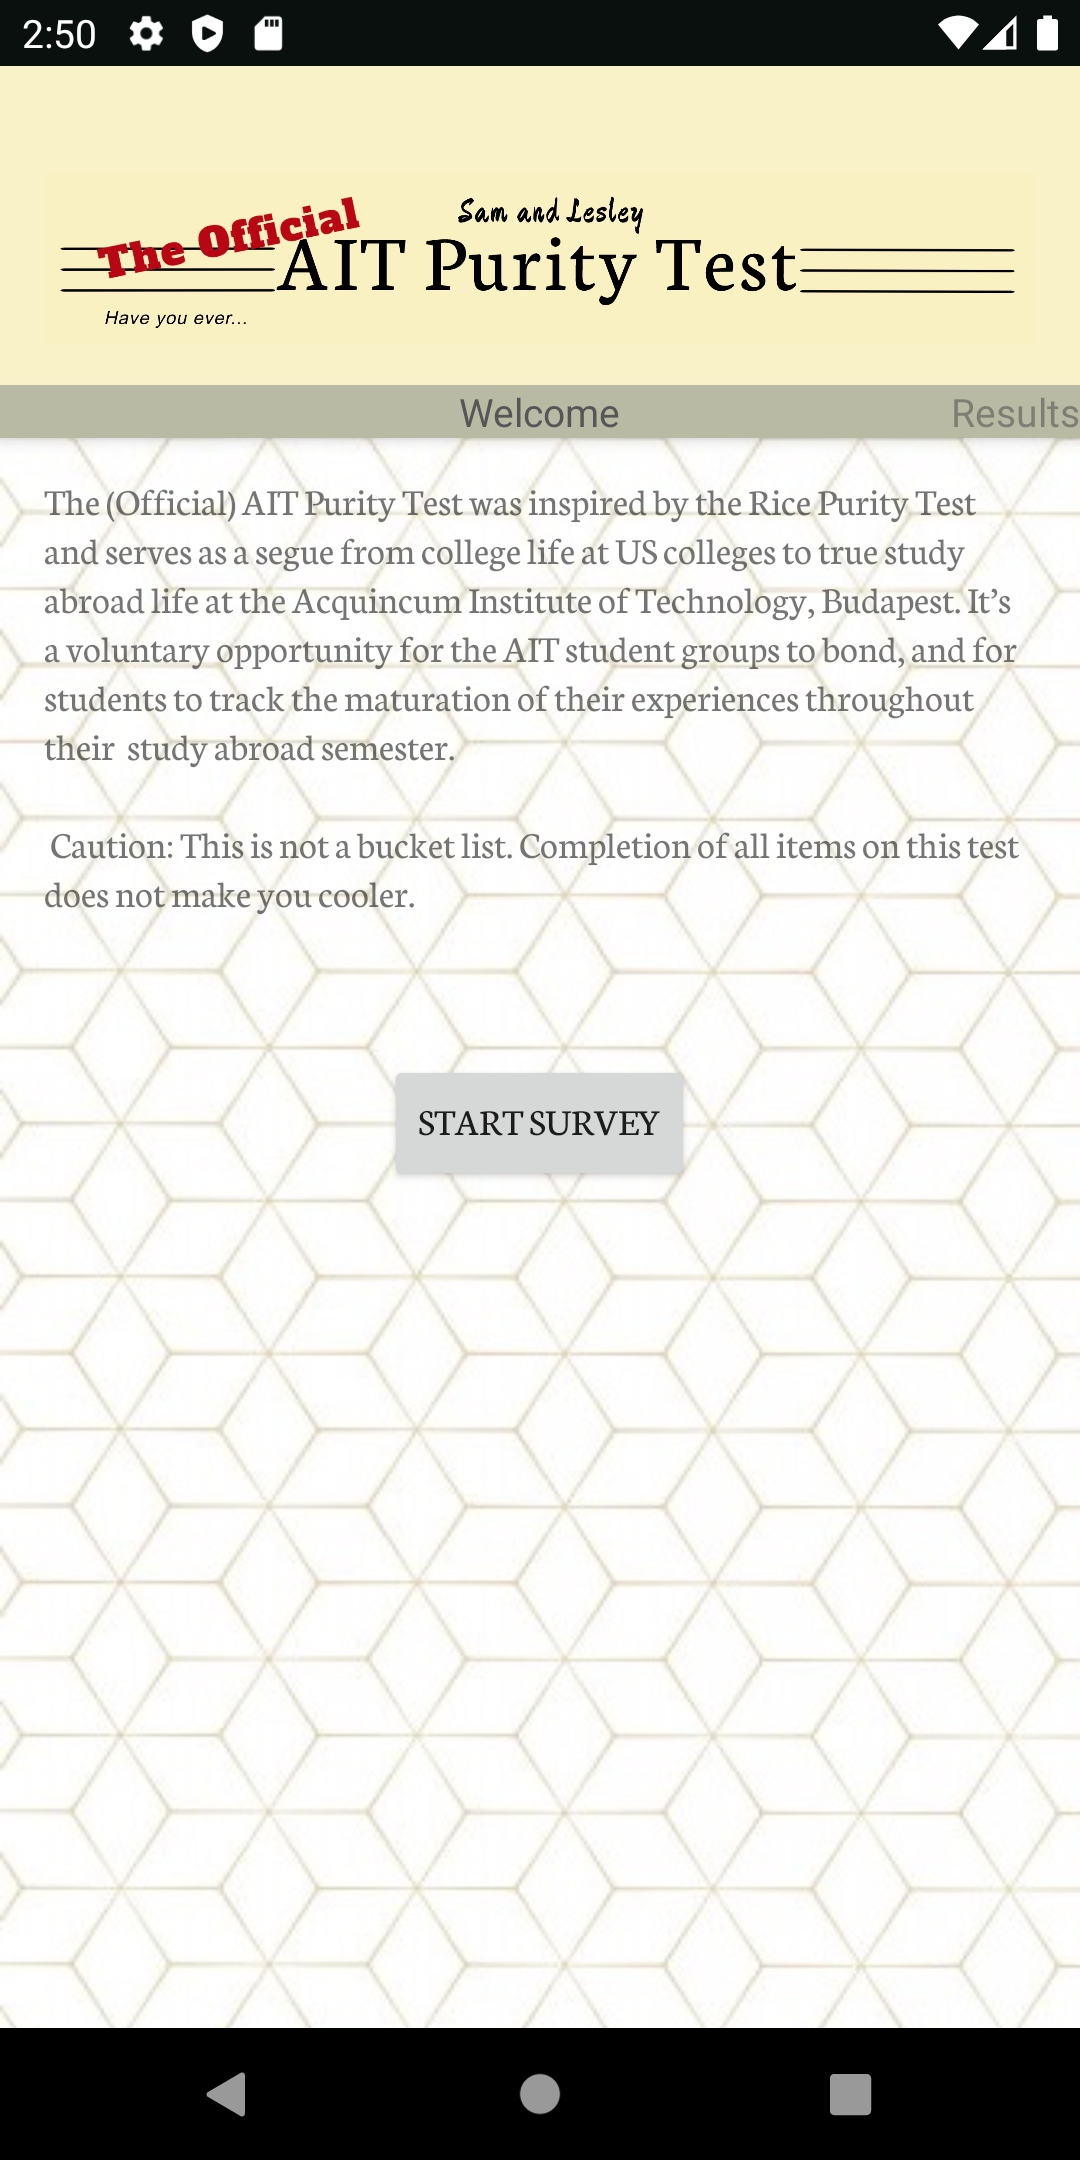 2:50
Sam and Lesley
The Official
AIT Purity Test
Have you ever...
Welcome
Results
The (Official) AIT Purity Test was inspired by the Rice Purity Test
and serves as a segue from college life at US colleges to true study
abroad life at the Acquincum Institute of Technology, Budapest. It’s
a voluntary opportunity for the AIT student groups to bond, and for
students to track the maturation of their experiences throughout
their  study abroad semester.
Caution: This is not a bucket list. Completion of all items on this test
does not make you cooler.
START SURVEY